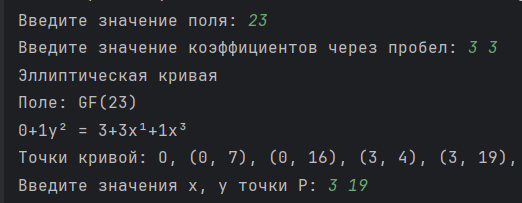 Введите значение поля: 23
Введите значение коэффициентов через пробел: 3 3
Эллиптическая кривая
Поле: GF(23)
0+1y² = 3+3x¹+1x³
Точки кривой: O, (0, 7), (0, 16), (3, 4), (3, 19),
Введите значения x, y точки P: 3 19